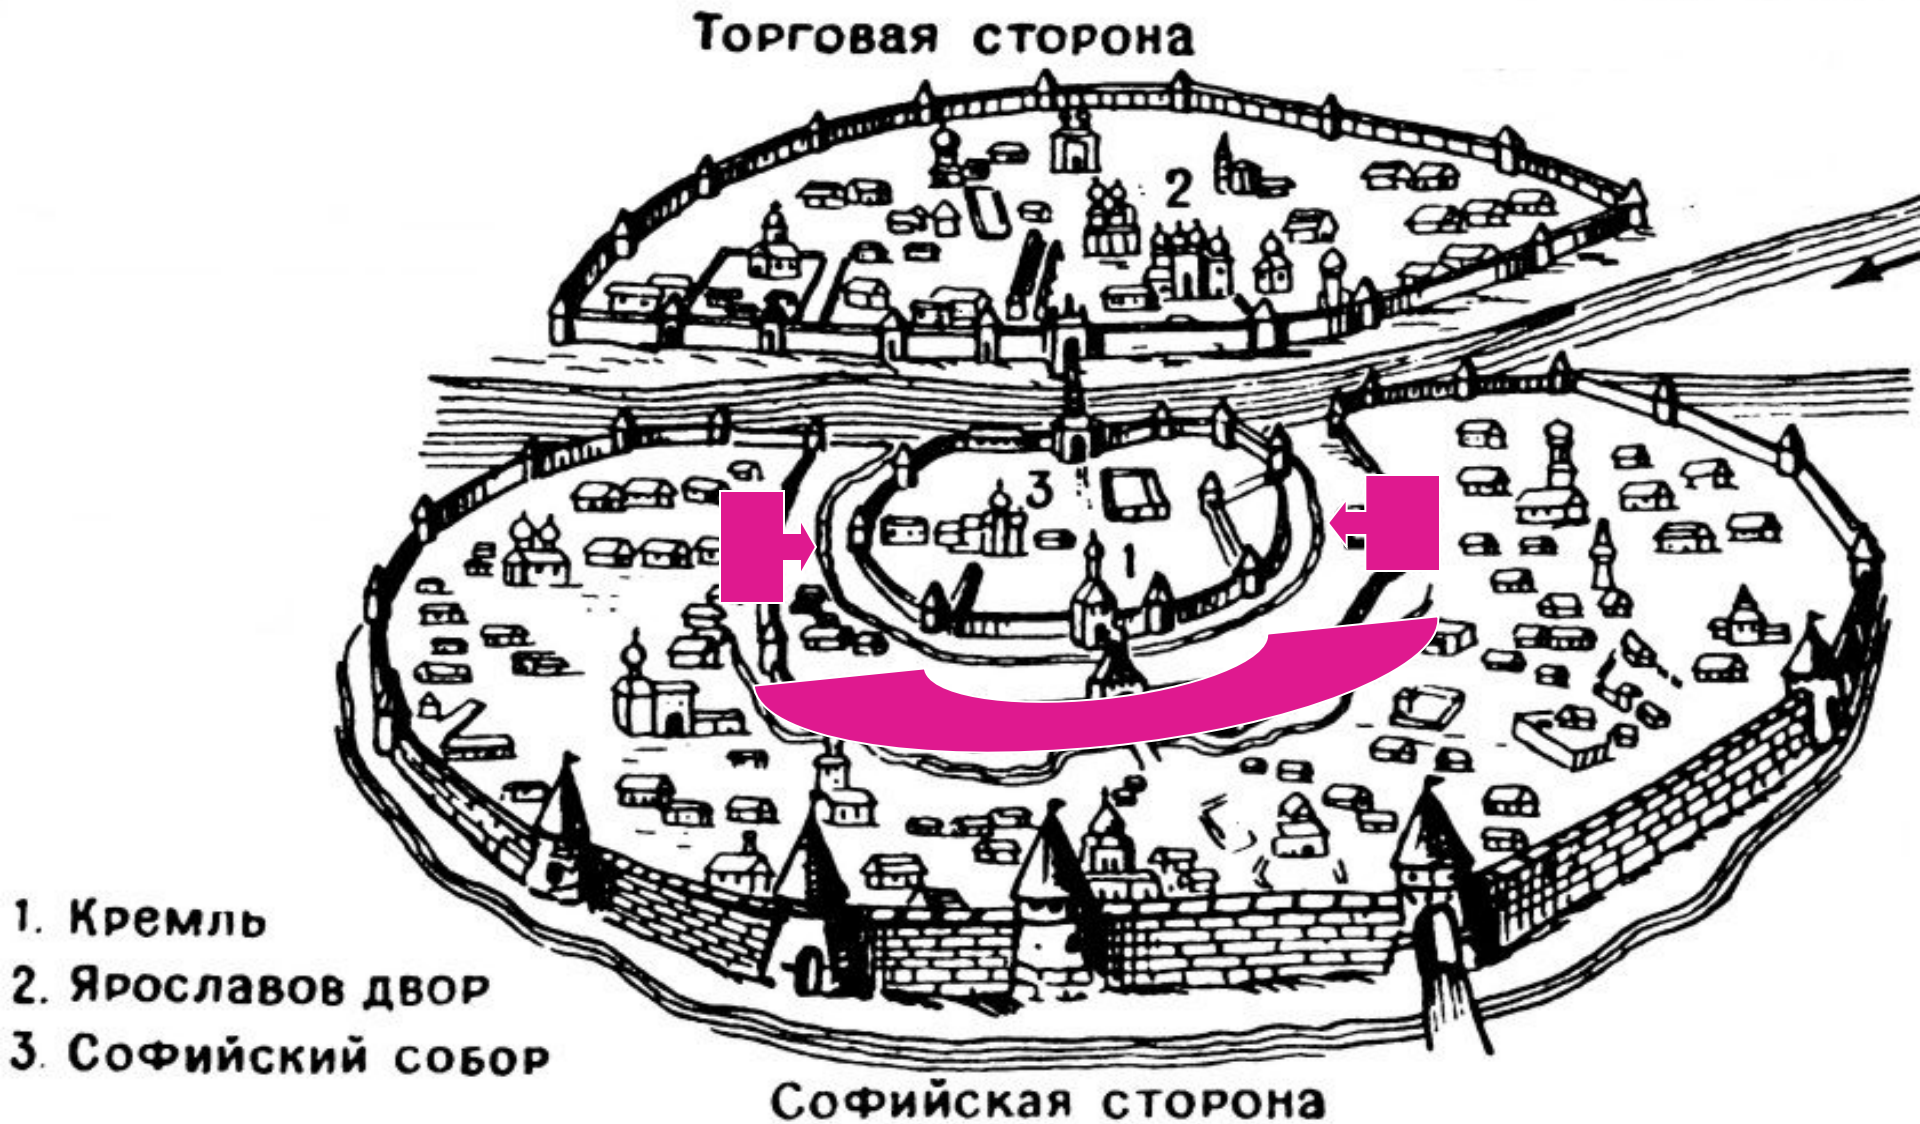 Торговая сторона
2
3
1
1. Кремль
2. Ярославов двор
3. Софийский собор
Софийская сторона